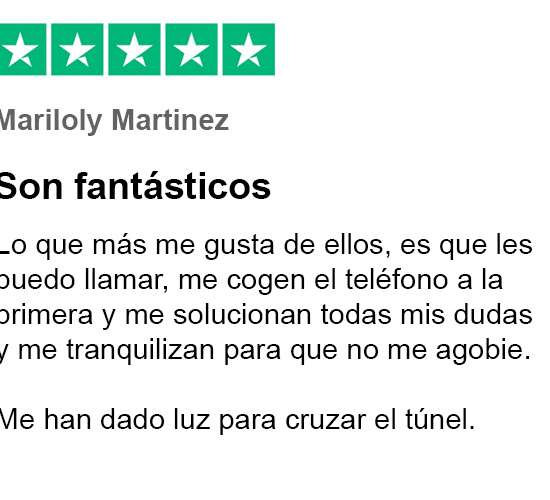 Mariloly Martinez
Son fantásticos
Lo que más me gusta de ellos, es que les
puedo llamar, me cogen el teléfono a la
primera y me solucionan todas mis dudas
y me tranquilizan para que no me agobie.
Me han dado luz para cruzar el túnel.